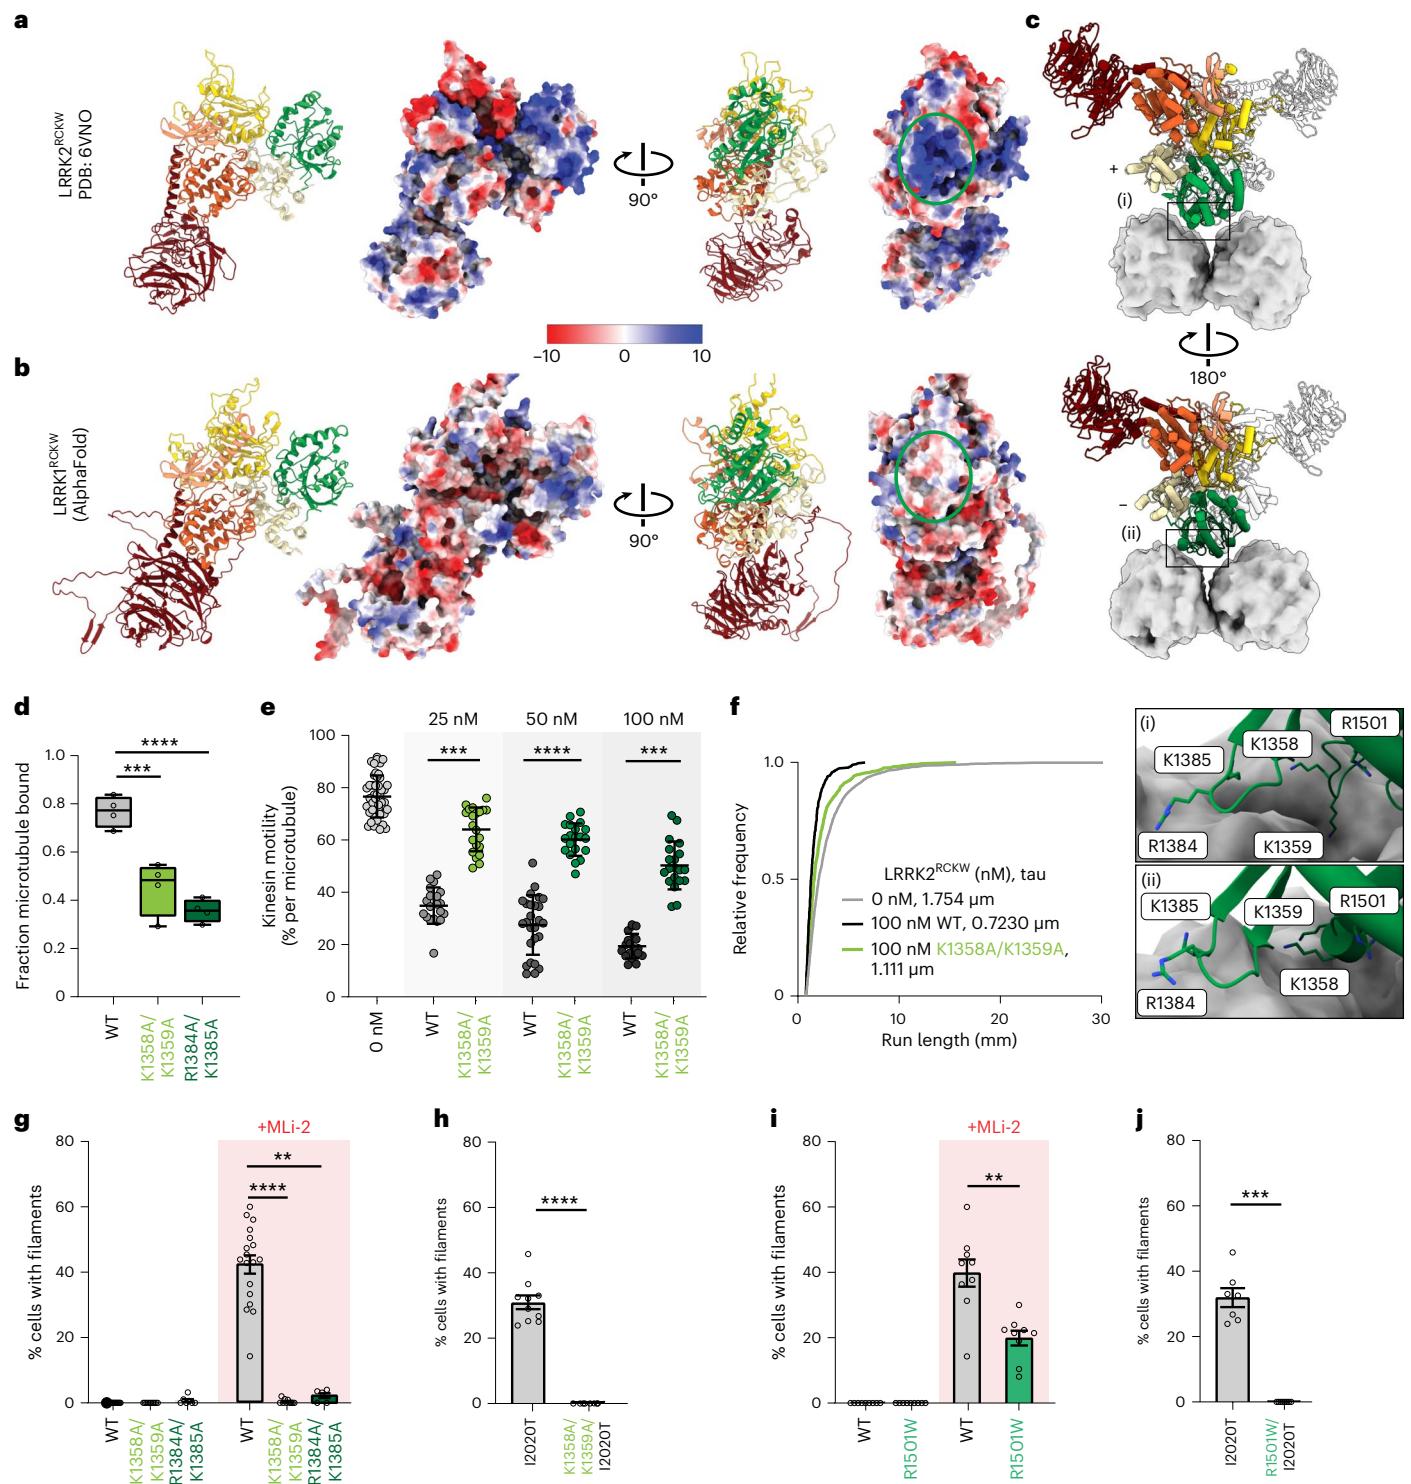 a
LRRK2RCKW
PDB: 6VNO
90°
−10 0 10
b
LRRK1RCKW
(AlphaFold)
90°
c
+
(i)
180°
−
(ii)
d
Fraction microtubule bound
1.0
0.8
0.6
0.4
0.2
0
****
***
WT
K1358A/
K1359A
R1384A/
K1385A
e
Kinesin motility
(% per microtubule)
100
80
60
40
20
0
25 nM 50 nM 100 nM
*** **** ***
0 nM
WT
K1358A/
K1359A
WT
K1358A/
K1359A
WT
K1358A/
K1359A
f
Relative frequency
1.0
0.5
0
0 10 20 30
Run length (mm)
LRRK2RCKW (nM), tau
0 nM, 1.754 µm
100 nM WT, 0.7230 µm
100 nM K1358A/K1359A,
1.111 µm
(i)
R1501
K1358
K1385
R1384
K1359
(ii)
K1385
K1359
R1501
R1384
K1358
g
% cells with filaments
80
60
40
20
0
+MLi-2
**
****
WT
K1358A/
K1359A
R1384A/
K1385A
WT
K1358A/
K1359A
R1384A/
K1385A
h
% cells with filaments
80
60
40
20
0
****
I2020T
K1358A/
K1359A/
I2020T
i
% cells with filaments
80
60
40
20
0
+MLi-2
**
WT
R1501W
WT
R1501W
j
% cells with filaments
80
60
40
20
0
***
I2020T
R1501W/
I2020T